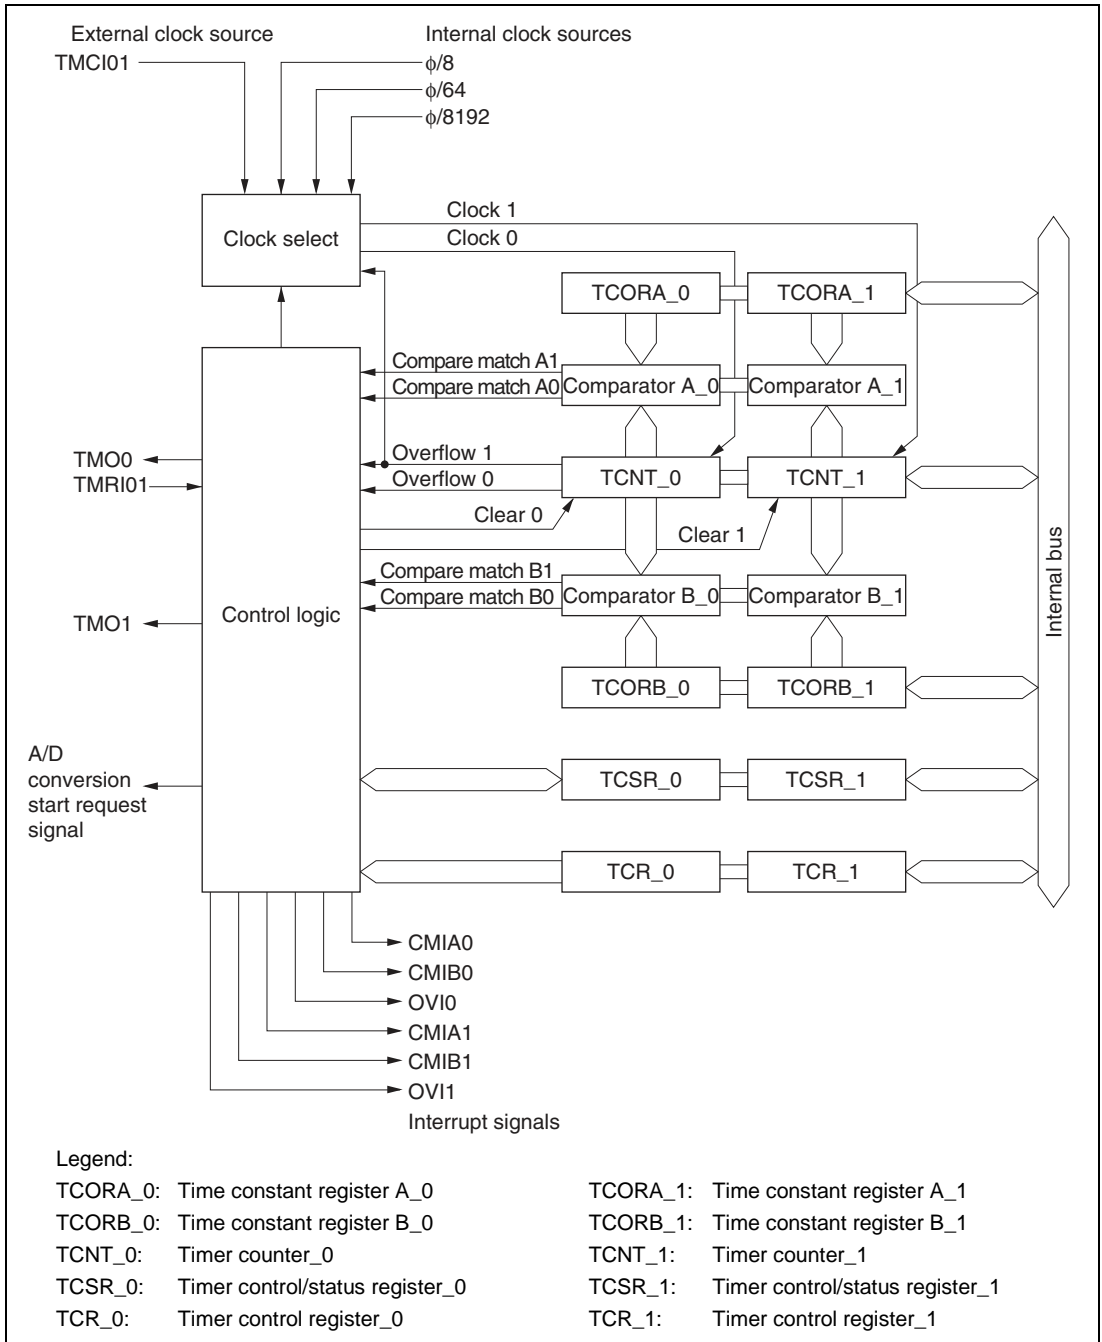 External clock source
Internal clock sources
TMCI01
ϕ/8
ϕ/64
ϕ/8192
Clock select
Clock 1
Clock 0
TCORA_0
TCORA_1
Compare match A1
Compare match A0
Comparator A_0
Comparator A_1
TMO0
TMRI01
Overflow 1
Overflow 0
TCNT_0
TCNT_1
Clear 0
Clear 1
Internal bus
Compare match B1
Compare match B0
Comparator B_0
Comparator B_1
Control logic
TMO1
TCORB_0
TCORB_1
A/D
conversion
start request
signal
TCSR_0
TCSR_1
TCR_0
TCR_1
CMIA0
CMIB0
OVI0
CMIA1
CMIB1
OVI1
Interrupt signals
Legend:
TCORA_0: Time constant register A_0
TCORA_1: Time constant register A_1
TCORB_0: Time constant register B_0
TCORB_1: Time constant register B_1
TCNT_0: Timer counter_0
TCNT_1: Timer counter_1
TCSR_0: Timer control/status register_0
TCSR_1: Timer control/status register_1
TCR_0: Timer control register_0
TCR_1: Timer control register_1